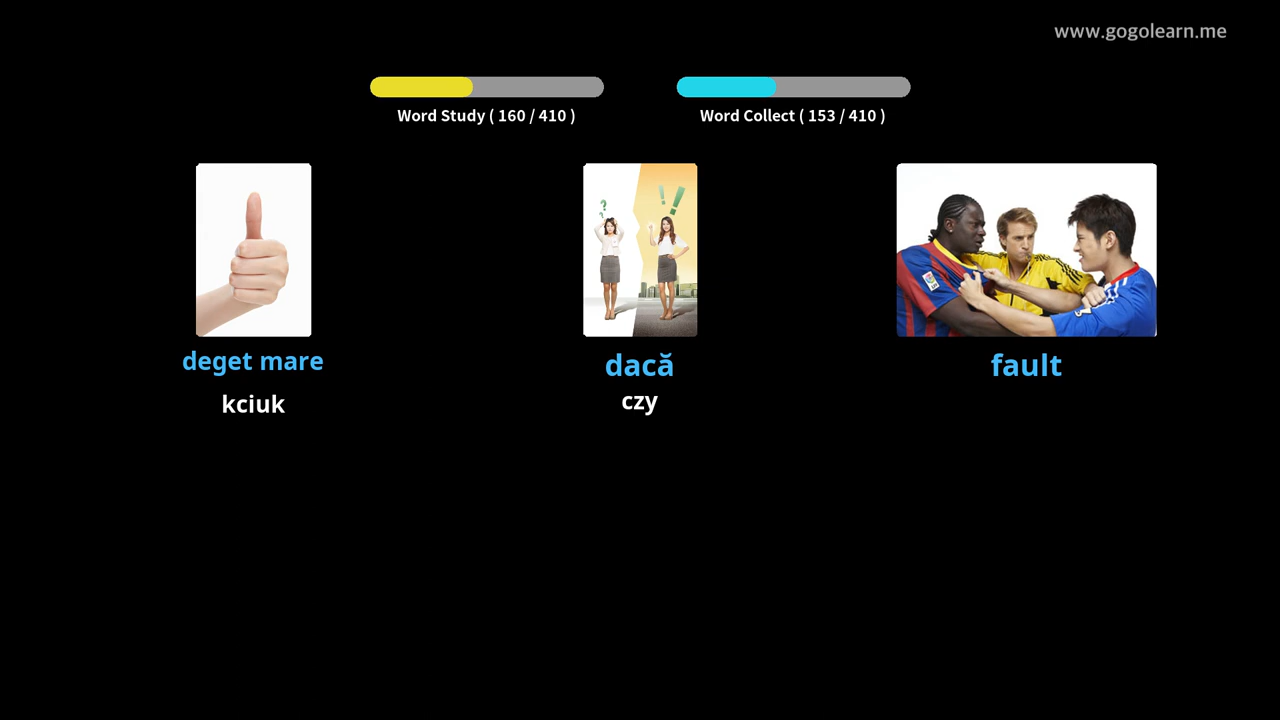 www.gogolearn.me
Word Study ( 160 / 410 )
Word Collect ( 153 / 410 )
deget mare
dacă
fault
kciuk
czy